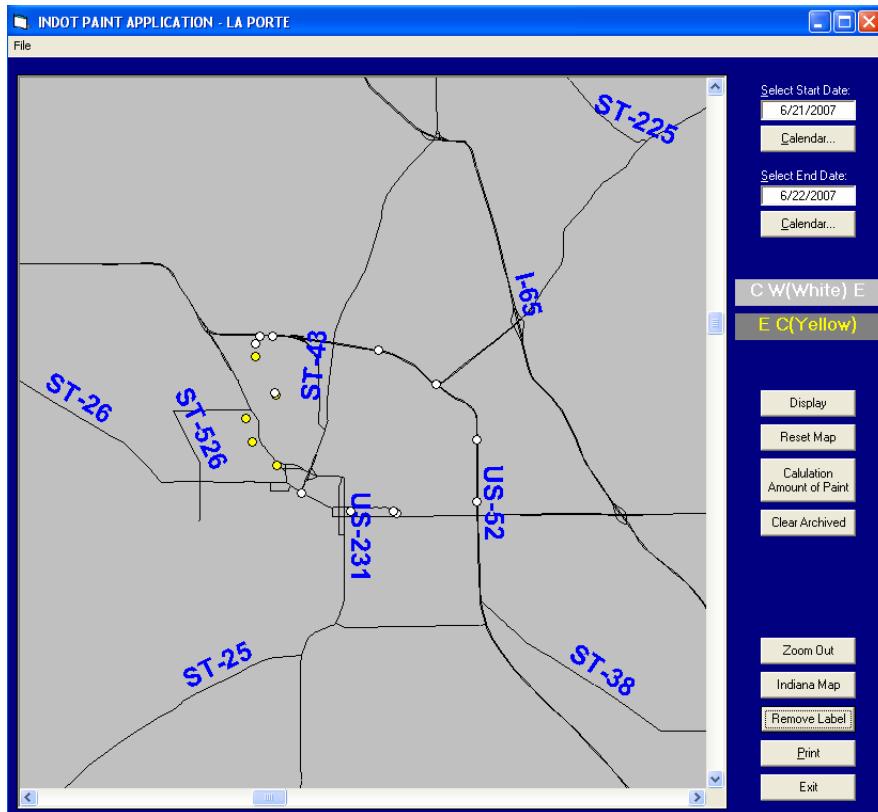 INDOT PAINT APPLICATION - LA PORTE
File
ST-225
I-65
ST-43
ST-26
ST-526
US-231
US-52
ST-25
ST-38
Select Start Date:
6/21/2007
Calendar...
Select End Date:
6/22/2007
Calendar...
C W(White) E
E C(Yellow)
Display
Reset Map
Calulation
Amount of Paint
Clear Archived
Zoom Out
Indiana Map
Remove Label
Print
Exit